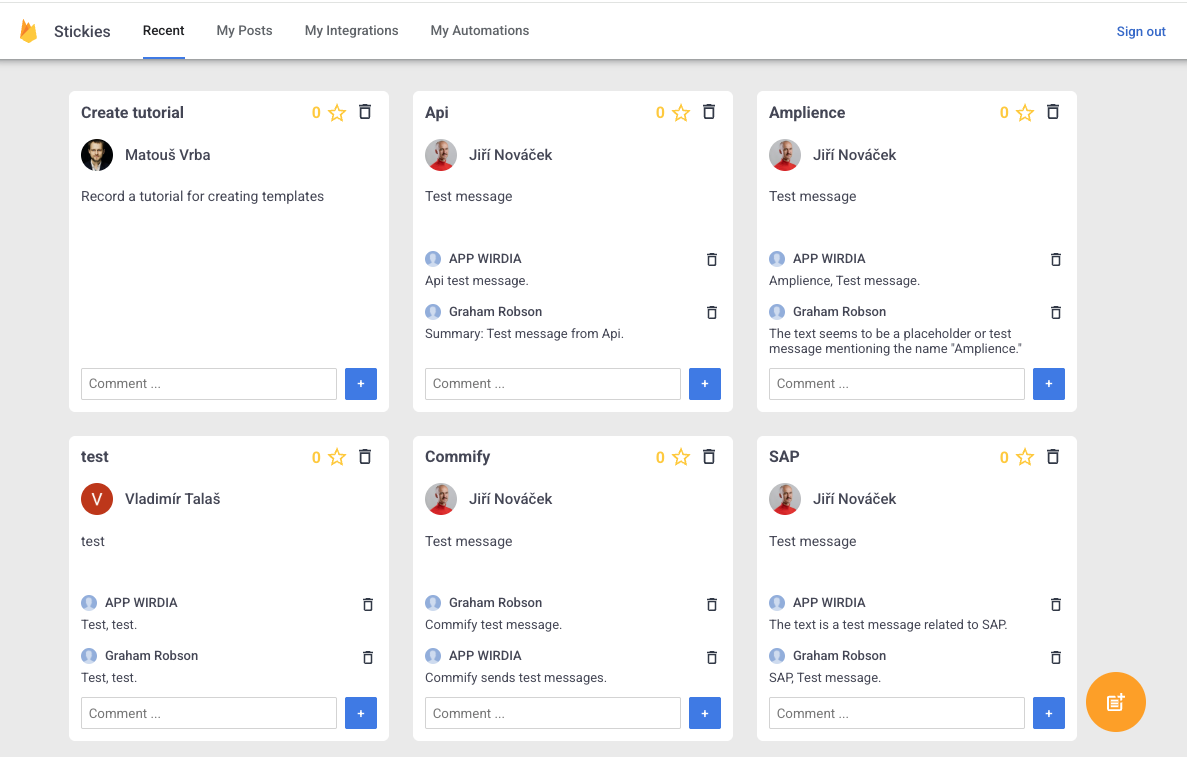 Stickies
Recent
My Posts
My Integrations
My Automations
Sign out
Create tutorial
0
Matouš Vrba
Record a tutorial for creating templates
Comment ...
+
Api
0
Jiří Nováček
Test message
APP WIRDIA
Api test message.
Graham Robson
Summary: Test message from Api.
Comment ...
+
Amplience
0
Jiří Nováček
Test message
APP WIRDIA
Amplience, Test message.
Graham Robson
The text seems to be a placeholder or test
message mentioning the name "Amplience."
Comment ...
+
test
0
V
Vladimír Talaš
test
APP WIRDIA
Test, test.
Graham Robson
Test, test.
Comment ...
+
Commify
0
Jiří Nováček
Test message
Graham Robson
Commify test message.
APP WIRDIA
Commify sends test messages.
Comment ...
+
SAP
0
Jiří Nováček
Test message
APP WIRDIA
The text is a test message related to SAP.
Graham Robson
SAP, Test message.
Comment ...
+